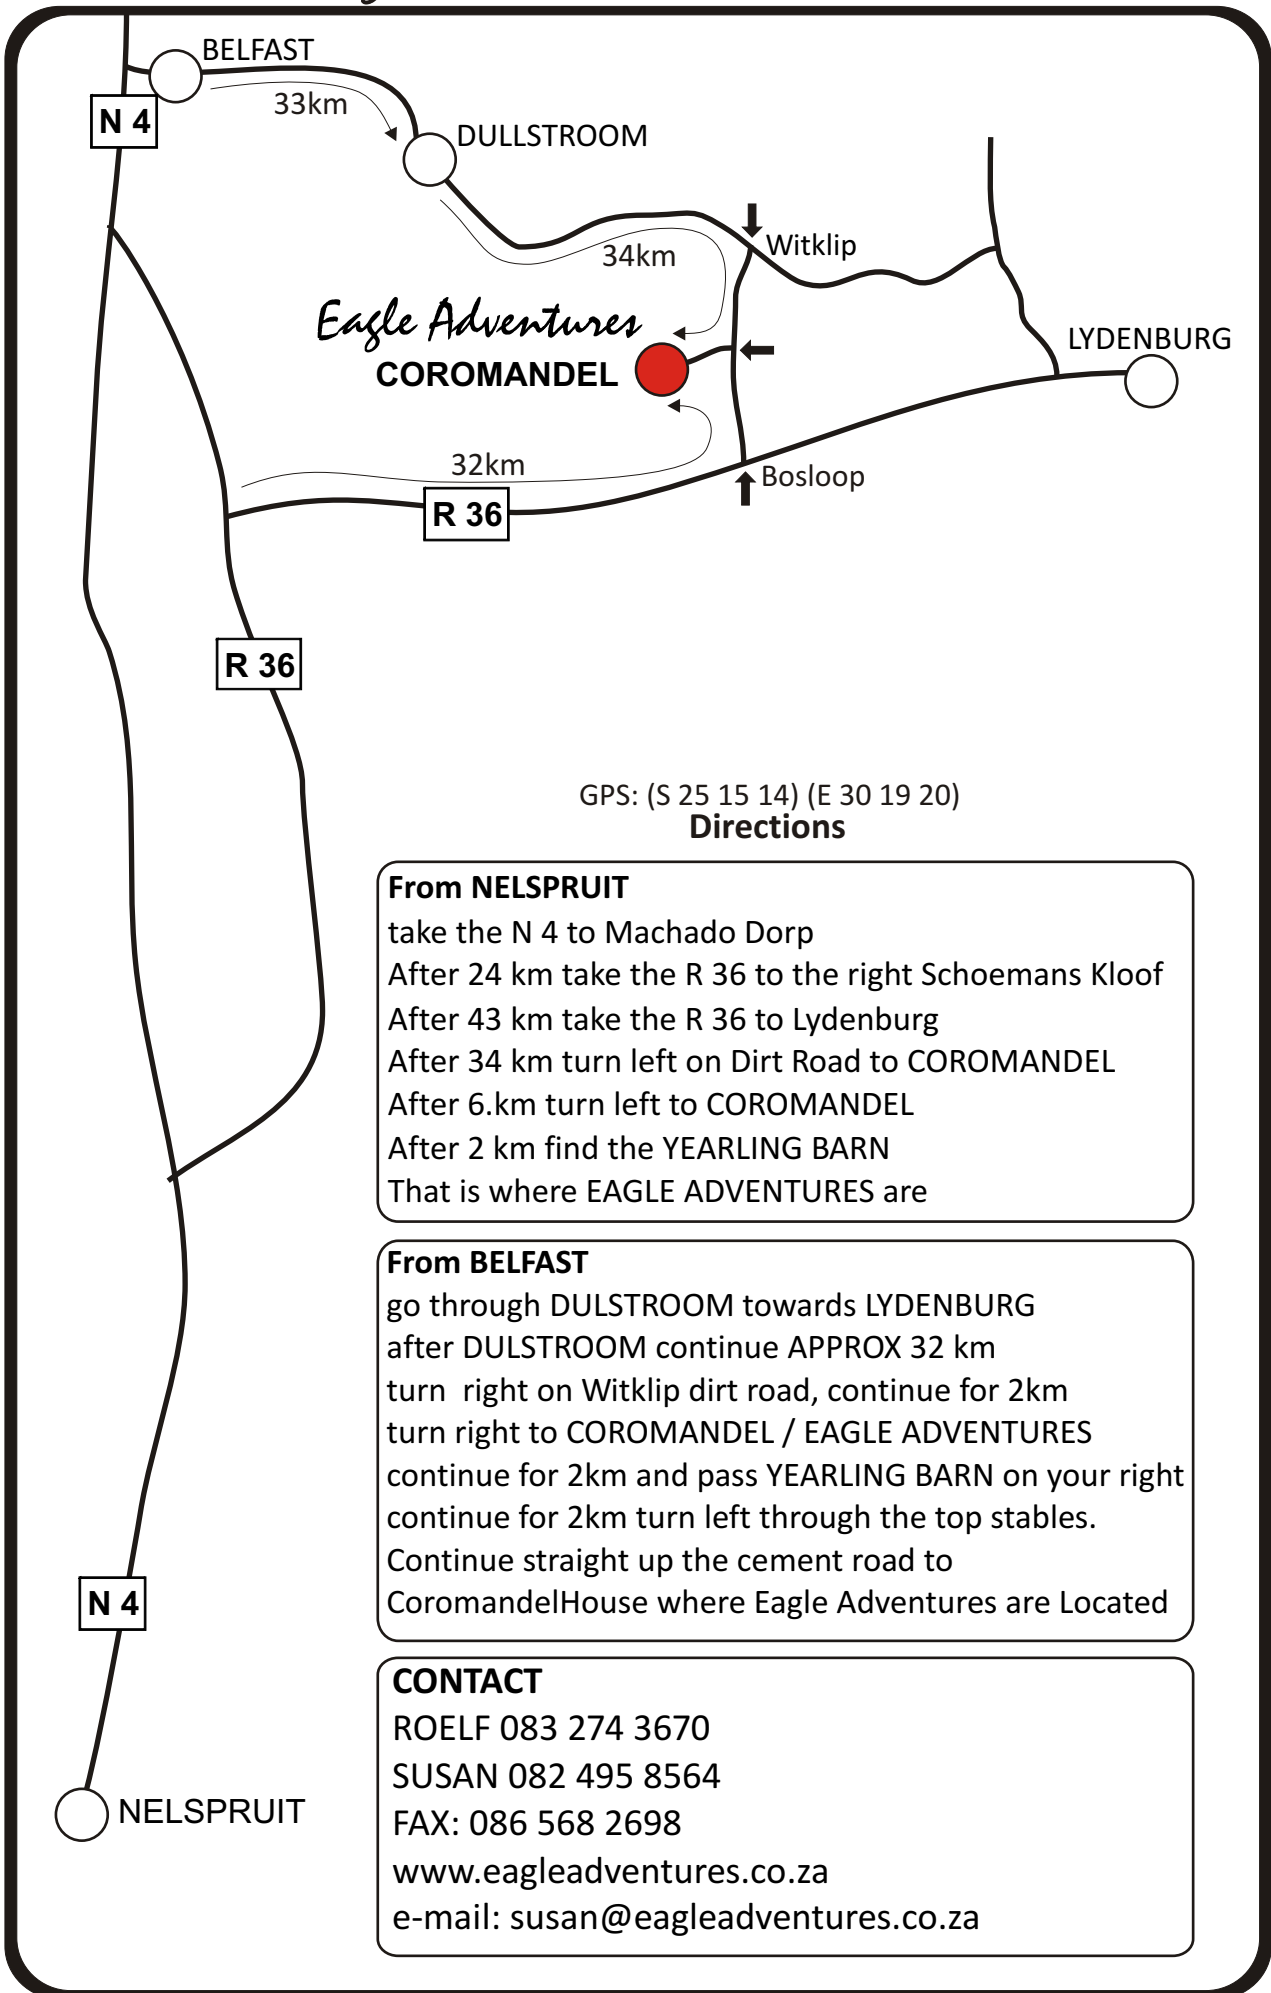 BELFAST
33km
N 4
DULLSTROOM
Witklip
34km
Eagle Adventures
COROMANDEL
LYDENBURG
32km
Bosloop
R 36
R 36
GPS: (S 25 15 14) (E 30 19 20)
Directions
From NELSPRUIT
take the N 4 to Machado Dorp
After 24 km take the R 36 to the right Schoemans Kloof
After 43 km take the R 36 to Lydenburg
After 34 km turn left on Dirt Road to COROMANDEL
After 6.km turn left to COROMANDEL
After 2 km find the YEARLING BARN
That is where EAGLE ADVENTURES are
From BELFAST
go through DULSTROOM towards LYDENBURG
after DULSTROOM continue APPROX 32 km
turn  right on Witklip dirt road, continue for 2km
turn right to COROMANDEL / EAGLE ADVENTURES
continue for 2km and pass YEARLING BARN on your right
continue for 2km turn left through the top stables.
Continue straight up the cement road to
CoromandelHouse where Eagle Adventures are Located
N 4
NELSPRUIT
CONTACT
ROELF 083 274 3670
SUSAN 082 495 8564
FAX: 086 568 2698
www.eagleadventures.co.za
e-mail: susan@eagleadventures.co.za